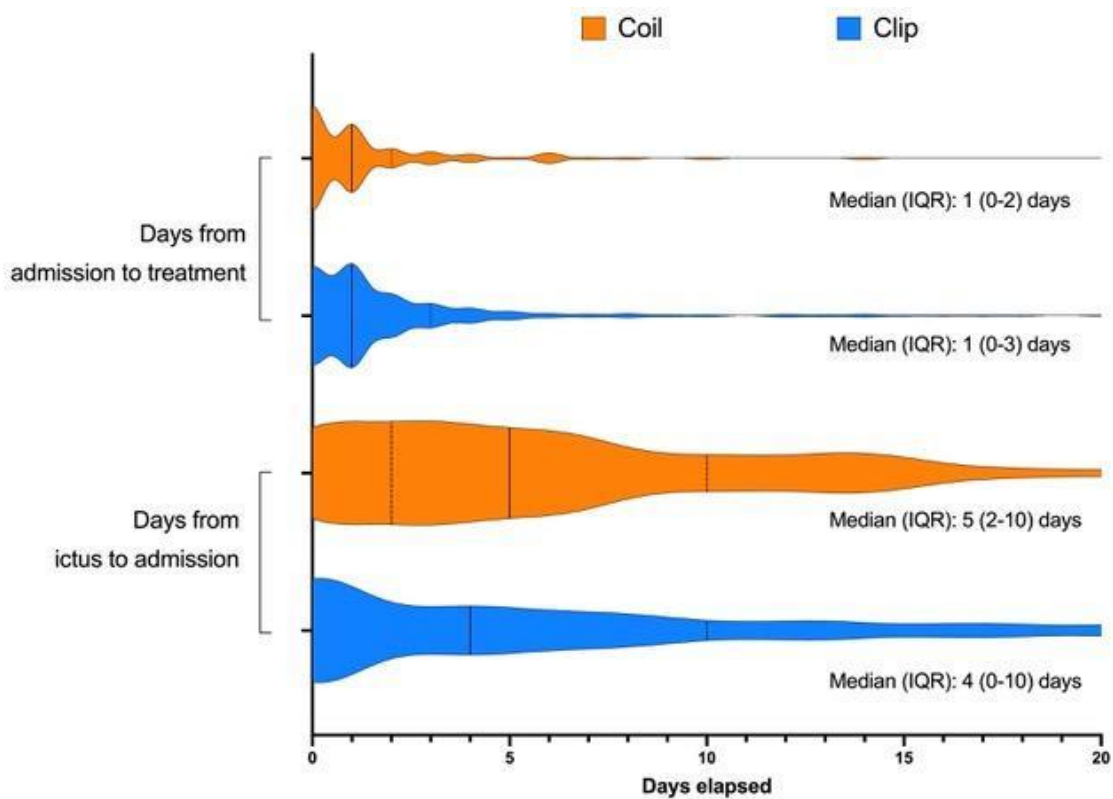 Coil
Clip
Median (IQR): 1 (0-2) days
Days from
admission to treatment
Median (IQR): 1 (0-3) days
Median (IQR): 5 (2-10) days
Days from
ictus to admission
Median (IQR): 4 (0-10) days
0 5 10 15 20
Days elapsed